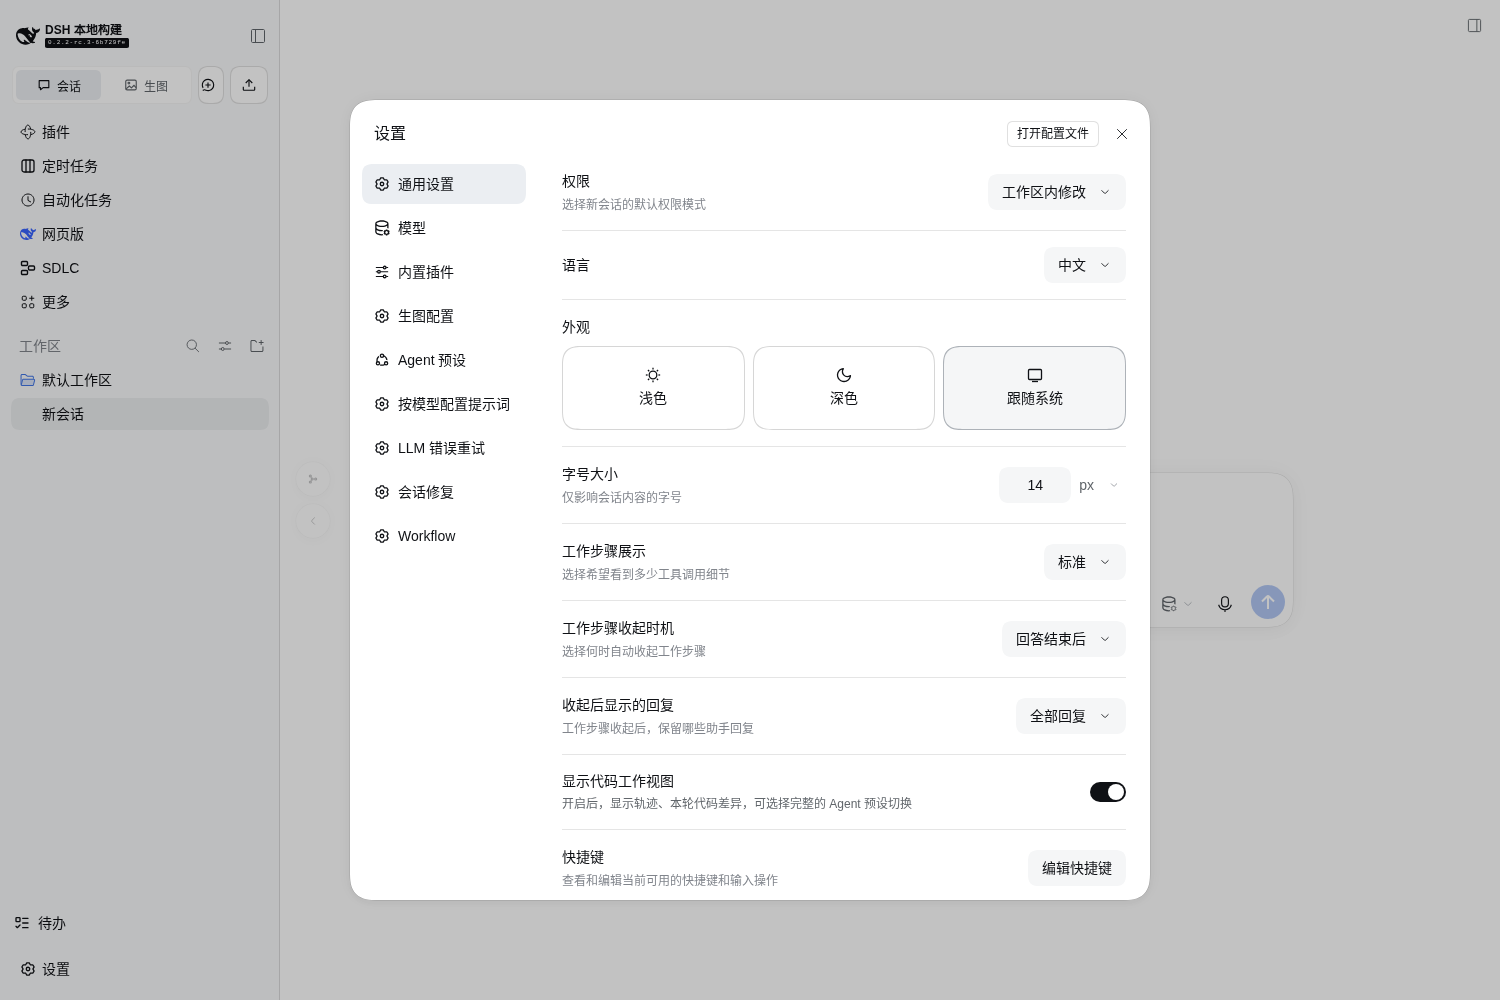 DSH 本地构建
0.2.2-rc.3-6b729fe
会话
生图
插件
定时任务
自动化任务
网页版
SDLC
更多
工作区
默认工作区
新会话
待办
设置
设置
打开配置文件
通用设置
模型
内置插件
生图配置
Agent 预设
按模型配置提示词
LLM 错误重试
会话修复
Workflow
权限
选择新会话的默认权限模式
工作区内修改
语言
中文
外观
浅色
深色
跟随系统
字号大小
仅影响会话内容的字号
14
px
工作步骤展示
选择希望看到多少工具调用细节
标准
工作步骤收起时机
选择何时自动收起工作步骤
回答结束后
收起后显示的回复
工作步骤收起后，保留哪些助手回复
全部回复
显示代码工作视图
开启后，显示轨迹、本轮代码差异，可选择完整的 Agent 预设切换
快捷键
查看和编辑当前可用的快捷键和输入操作
编辑快捷键